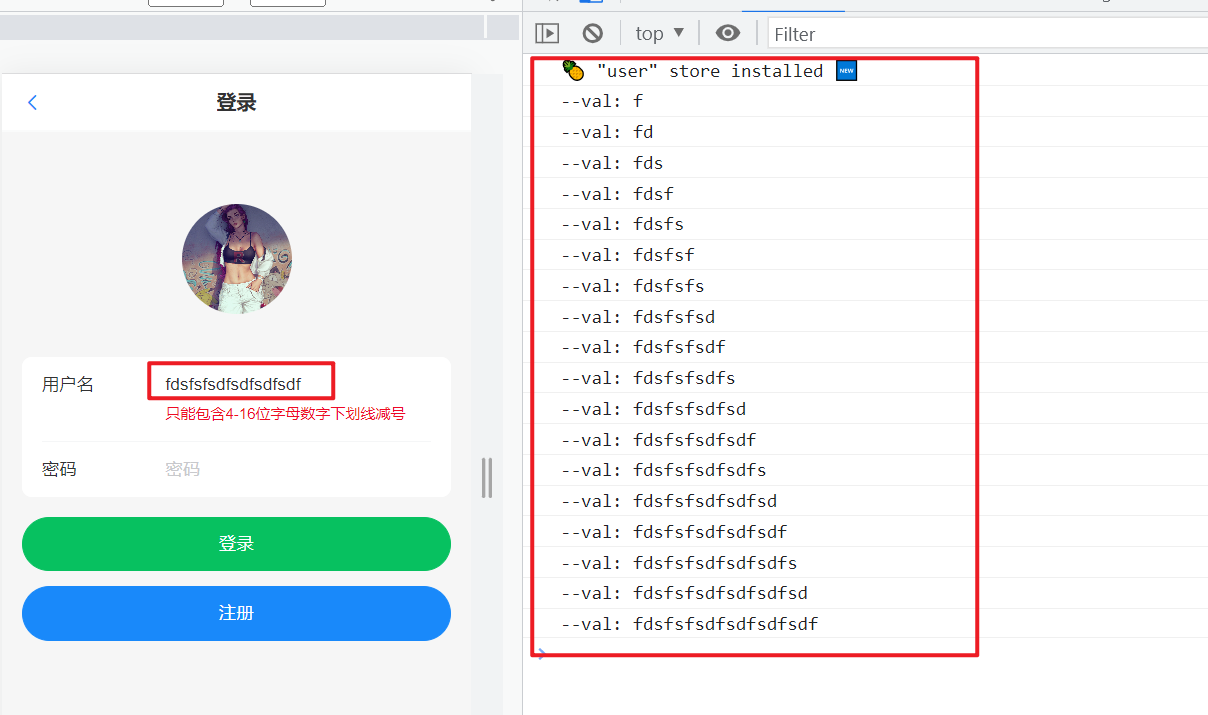 登录
用户名
fdsfsfsdfsdfsdfsdf
只能包含4-16位字母数字下划线减号
密码
密码
登录
注册
top ▼
Filter
🍍 "user" store installed 🆕
--val: f
--val: fd
--val: fds
--val: fdsf
--val: fdsfs
--val: fdsfsf
--val: fdsfsfs
--val: fdsfsfsd
--val: fdsfsfsdf
--val: fdsfsfsdfs
--val: fdsfsfsdfsd
--val: fdsfsfsdfsdf
--val: fdsfsfsdfsdfs
--val: fdsfsfsdfsdfsd
--val: fdsfsfsdfsdfsdf
--val: fdsfsfsdfsdfsdfs
--val: fdsfsfsdfsdfsdfsd
--val: fdsfsfsdfsdfsdfsdf